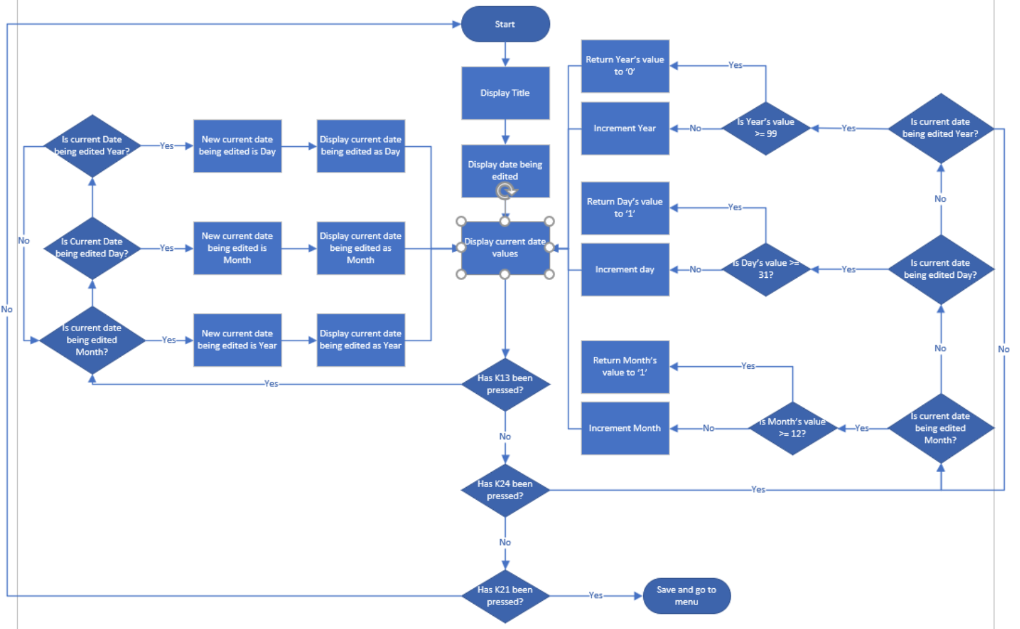 Start
Display Title
Display date being
edited
Display current date
values
Has K13 been
pressed?
Yes
No
Has K24 been
pressed?
Yes
No
Has K21 been
pressed?
Yes
No
Save and go to
menu
Is current Date
being edited Year?
Yes
New current date
being edited is Day
Display current date
being edited as Day
No
Is Current Date
being edited Day?
Yes
New current date
being edited is
Month
Display current date
being edited as
Month
Is current date
being edited
Month?
Yes
New current date
being edited is Year
Display current date
being edited as Year
Return Year's value
to '0'
Yes
Increment Year
No
Is Year's value
>= 99
Yes
Is current date
being edited Year?
No
Return Day's value
to '1'
Yes
Increment day
No
Is Day's value >=
31?
Yes
Is current date
being edited Day?
No
No
Return Month's
value to '1'
Yes
Increment Month
No
Is Month's value
>= 12?
Yes
Is current date
being edited
Month?